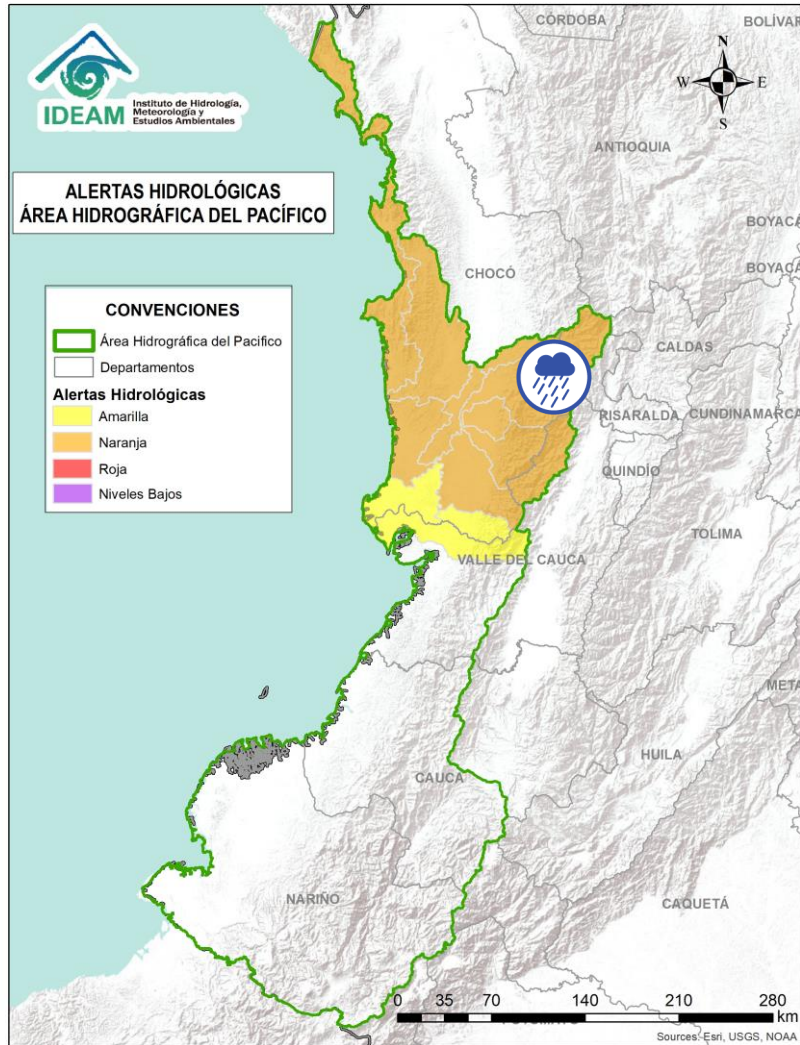 IDEAM
Instituto de Hidrología,
Meteorología y
Estudios Ambientales
ALERTAS HIDROLÓGICAS
ÁREA HIDROGRÁFICA DEL PACÍFICO
CONVENCIONES
Área Hidrográfica del Pacifico
Departamentos
Alertas Hidrológicas
Amarilla
Naranja
Roja
Niveles Bajos
CÓRDOBA
BOLÍVAR
N
W
E
S
ANTIOQUIA
BOYACÁ
BOYACÁ
CHOCÓ
CALDAS
RISARALDA
CUNDINAMARCA
QUINDÍO
TOLIMA
VALLE DEL CAUCA
META
HUILA
CAUCA
NARIÑO
CAQUETÁ
0 35 70 140 210 280
km
Sources: Esri, USGS, NOAA